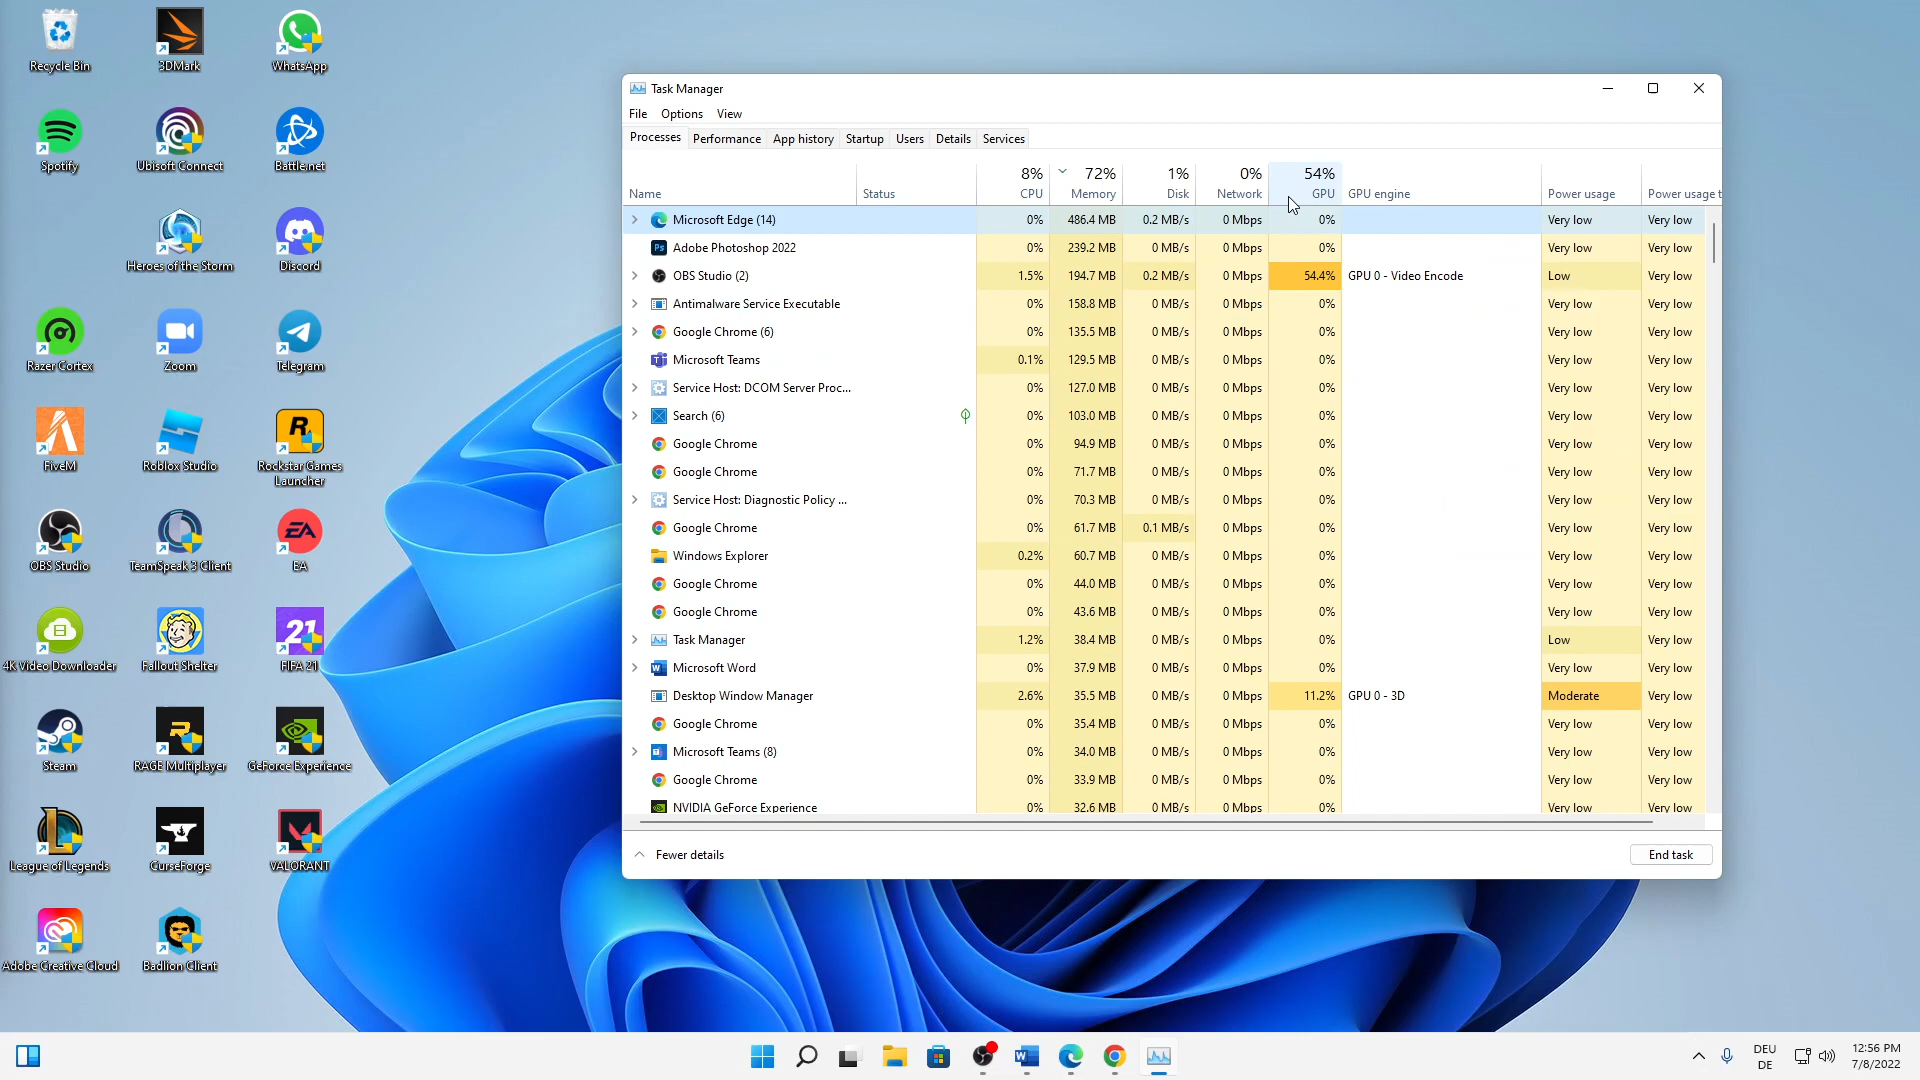 Recycle Bin
3DMark
WhatsApp
Spotify
Ubisoft Connect
Battle.net
Heroes of the Storm
Discord
Razer Cortex
Zoom
Telegram
FiveM
Roblox Studio
Rockstar Games
Launcher
OBS Studio
TeamSpeak 3 Client
EA
4K Video Downloader
Fallout Shelter
FIFA 21
Steam
RAGE Multiplayer
GeForce Experience
League of Legends
CurseForge
VALORANT
Adobe Creative Cloud
Badlion Client
Task Manager
File Options View
Processes Performance App history Startup Users Details Services
8% 72% 1% 0% 54%
Name Status CPU Memory Disk Network GPU GPU engine Power usage Power usage t
Microsoft Edge (14) 0% 486.4 MB 0.2 MB/s 0 Mbps 0% Very low Very low
Adobe Photoshop 2022 0% 239.2 MB 0 MB/s 0 Mbps 0% Very low Very low
OBS Studio (2) 1.5% 194.7 MB 0.2 MB/s 0 Mbps 54.4% GPU 0 - Video Encode Low Very low
Antimalware Service Executable 0% 158.8 MB 0 MB/s 0 Mbps 0% Very low Very low
Google Chrome (6) 0% 135.5 MB 0 MB/s 0 Mbps 0% Very low Very low
Microsoft Teams 0.1% 129.5 MB 0 MB/s 0 Mbps 0% Very low Very low
Service Host: DCOM Server Proc... 0% 127.0 MB 0 MB/s 0 Mbps 0% Very low Very low
Search (6) 0% 103.0 MB 0 MB/s 0 Mbps 0% Very low Very low
Google Chrome 0% 94.9 MB 0 MB/s 0 Mbps 0% Very low Very low
Google Chrome 0% 71.7 MB 0 MB/s 0 Mbps 0% Very low Very low
Service Host: Diagnostic Policy ... 0% 70.3 MB 0 MB/s 0 Mbps 0% Very low Very low
Google Chrome 0% 61.7 MB 0.1 MB/s 0 Mbps 0% Very low Very low
Windows Explorer 0.2% 60.7 MB 0 MB/s 0 Mbps 0% Very low Very low
Google Chrome 0% 44.0 MB 0 MB/s 0 Mbps 0% Very low Very low
Google Chrome 0% 43.6 MB 0 MB/s 0 Mbps 0% Very low Very low
Task Manager 1.2% 38.4 MB 0 MB/s 0 Mbps 0% Low Very low
Microsoft Word 0% 37.9 MB 0 MB/s 0 Mbps 0% Very low Very low
Desktop Window Manager 2.6% 35.5 MB 0 MB/s 0 Mbps 11.2% GPU 0 - 3D Moderate Very low
Google Chrome 0% 35.4 MB 0 MB/s 0 Mbps 0% Very low Very low
Microsoft Teams (8) 0% 34.0 MB 0 MB/s 0 Mbps 0% Very low Very low
Google Chrome 0% 33.9 MB 0 MB/s 0 Mbps 0% Very low Very low
NVIDIA GeForce Experience 0% 32.6 MB 0 MB/s 0 Mbps 0% Very low Very low
Fewer details End task
DEU
DE
12:56 PM
7/8/2022